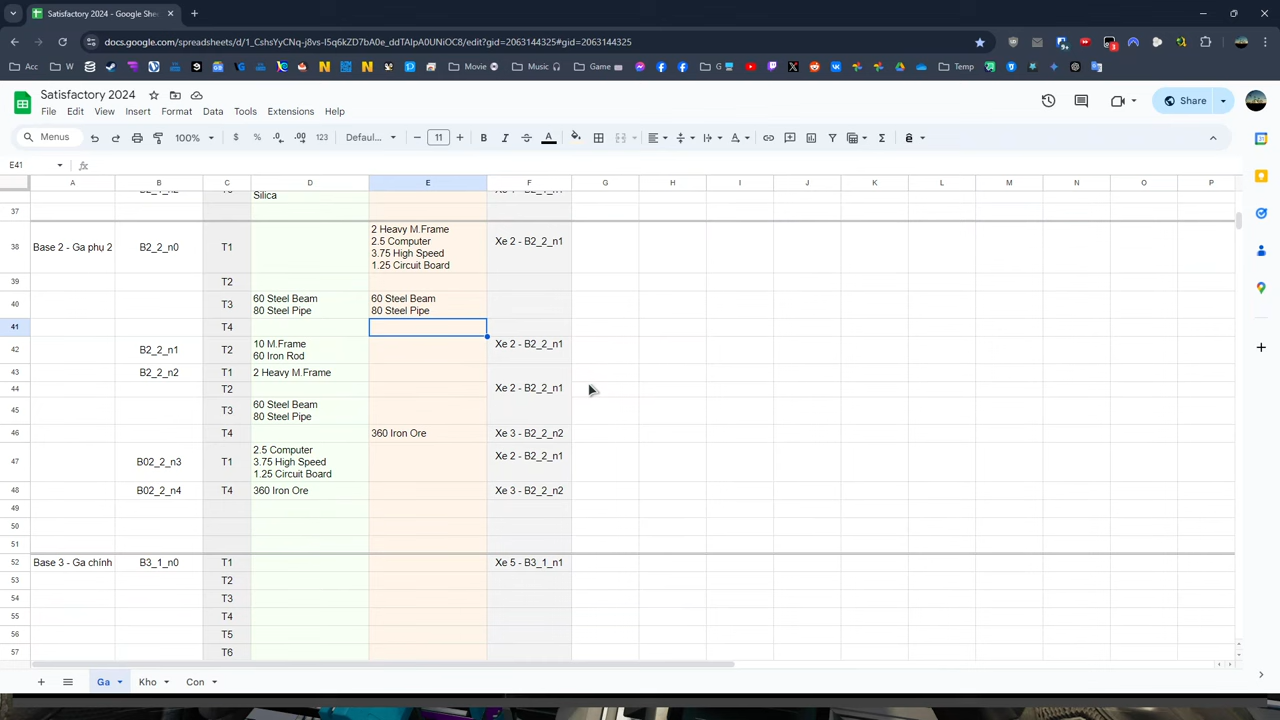 Satisfactory 2024 - Google She
docs.google.com/spreadsheets/d/1_CshsYyCNq-j8vs-I5q6kZD7bA0e_ddTAIpA0UNiOC8/edit?gid=2063144325#gid=2063144325
Acc
W
Movie
Music
Game
G
Temp
Satisfactory 2024
File Edit View Insert Format Data Tools Extensions Help
Share
Menus
100%
$ % .0 .00 123
Defaul...
11
E41
A B C D E F G H I J K L M N O P
Silica
37
38 Base 2 - Ga phụ 2 B2_2_n0 T1
2 Heavy M.Frame
2.5 Computer
3.75 High Speed
1.25 Circuit Board
Xe 2 - B2_2_n1
39 T2
40 T3
60 Steel Beam
80 Steel Pipe
60 Steel Beam
80 Steel Pipe
41 T4
42 B2_2_n1 T2
10 M.Frame
60 Iron Rod
Xe 2 - B2_2_n1
43 B2_2_n2 T1 2 Heavy M.Frame
44 T2 Xe 2 - B2_2_n1
45 T3
60 Steel Beam
80 Steel Pipe
46 T4 360 Iron Ore Xe 3 - B2_2_n2
47 B02_2_n3 T1
2.5 Computer
3.75 High Speed
1.25 Circuit Board
Xe 2 - B2_2_n1
48 B02_2_n4 T4 360 Iron Ore Xe 3 - B2_2_n2
49
50
51
52 Base 3 - Ga chính B3_1_n0 T1 Xe 5 - B3_1_n1
53 T2
54 T3
55 T4
56 T5
57 T6
Ga Kho Con